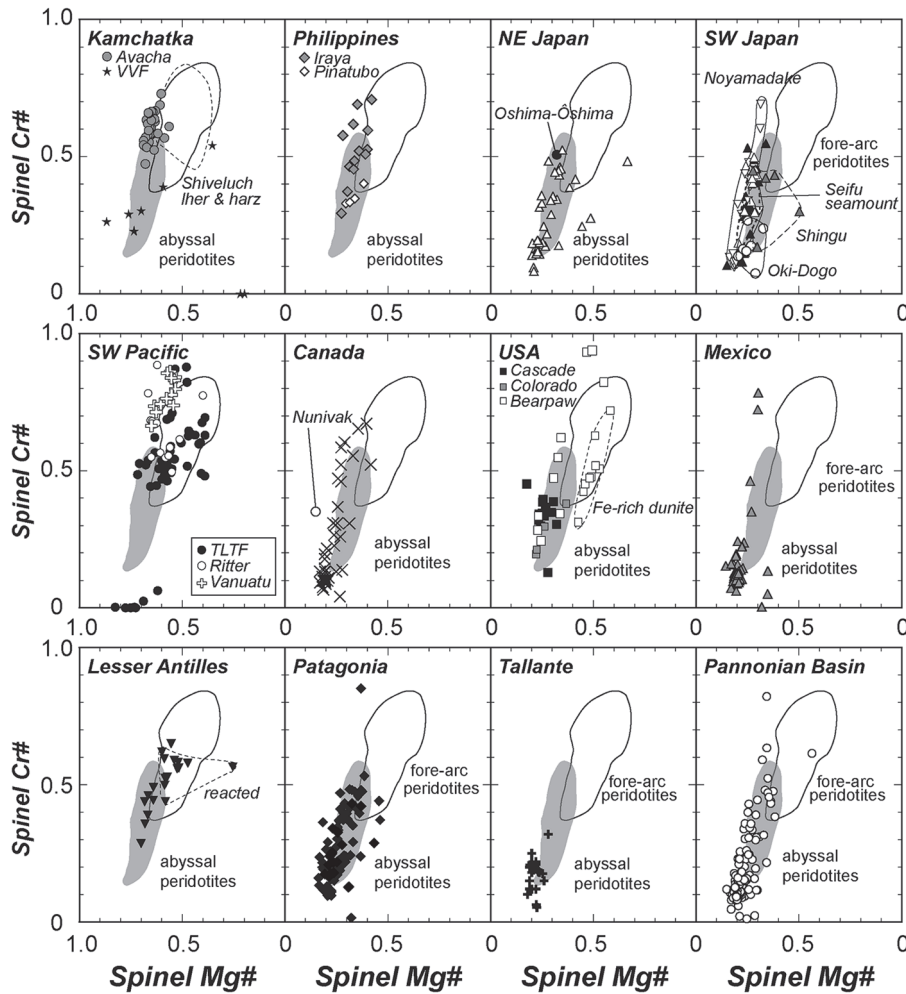 1.0
Kamchatka
Avacha
VVF
Shiveluch
lher & harz
abyssal
peridotites
Philippines
Iraya
Pinatubo
abyssal
peridotites
NE Japan
Oshima-Ôshima
abyssal
peridotites
SW Japan
Noyamadake
fore-arc
peridotites
Seifu
seamount
Shingu
Oki-Dogo
Spinel Cr#
0.5
0
1.0
0.5
0
0.5
0
0.5
0
0.5
0
1.0
SW Pacific
TLTF
Ritter
Vanuatu
Canada
Nunivak
abyssal
peridotites
USA
Cascade
Colorado
Bearpaw
Fe-rich dunite
abyssal
peridotites
Mexico
fore-arc
peridotites
abyssal
peridotites
Spinel Cr#
0.5
0
1.0
0.5
0
0.5
0
0.5
0
0.5
0
1.0
Lesser Antilles
reacted
abyssal
peridotites
Patagonia
fore-arc
peridotites
abyssal
peridotites
Tallante
fore-arc
peridotites
abyssal
peridotites
Pannonian Basin
fore-arc
peridotites
abyssal
peridotites
Spinel Cr#
0.5
0
1.0
0.5
0
0.5
0
0.5
0
0.5
0
Spinel Mg#
Spinel Mg#
Spinel Mg#
Spinel Mg#